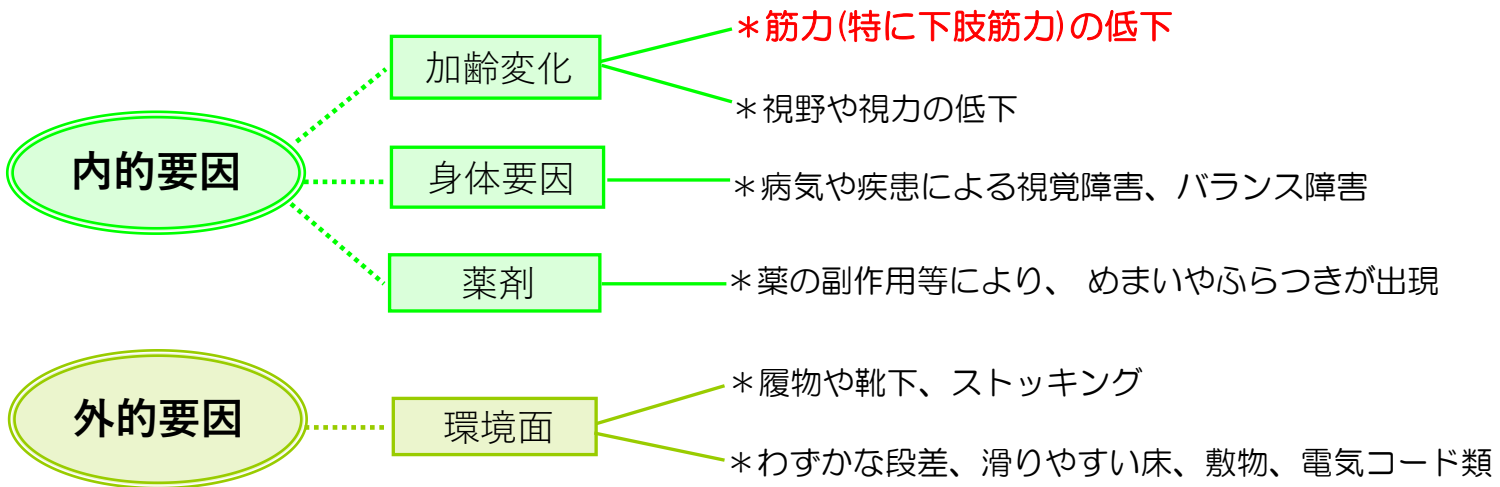 ＊筋力(特に下肢筋力)の低下
加齢変化
＊視野や視力の低下
内的要因
身体要因
＊病気や疾患による視覚障害、バランス障害
薬剤
＊薬の副作用等により、 めまいやふらつきが出現
外的要因
環境面
＊履物や靴下、ストッキング
＊わずかな段差、滑りやすい床、敷物、電気コード類